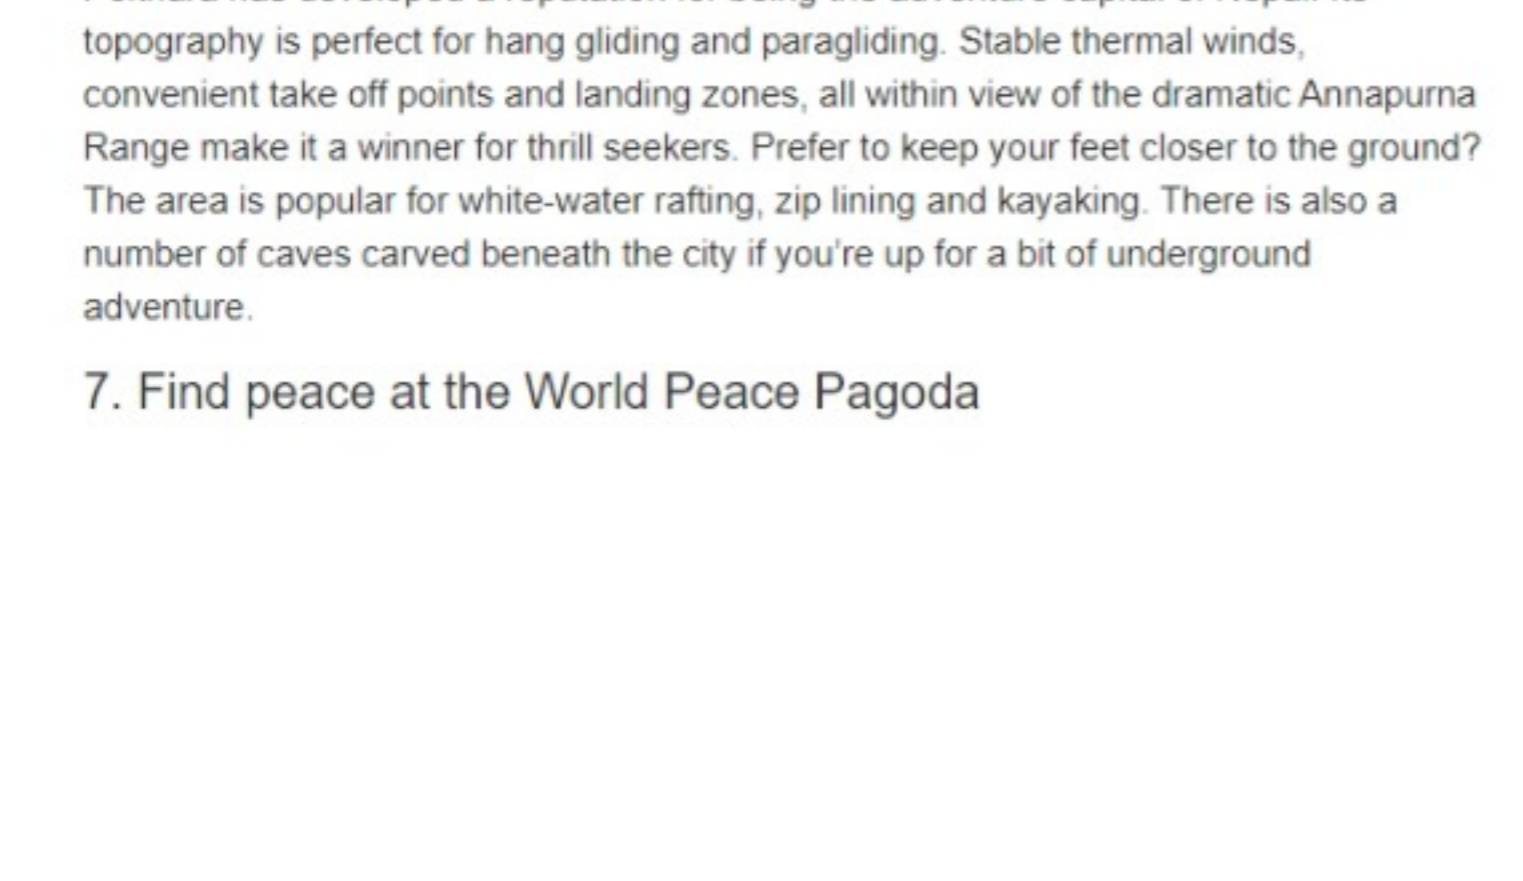 topography is perfect for hang gliding and paragliding. Stable thermal winds,
convenient take off points and landing zones, all within view of the dramatic Annapurna
Range make it a winner for thrill seekers. Prefer to keep your feet closer to the ground?
The area is popular for white-water rafting, zip lining and kayaking. There is also a
number of caves carved beneath the city if you're up for a bit of underground
adventure.
7. Find peace at the World Peace Pagoda